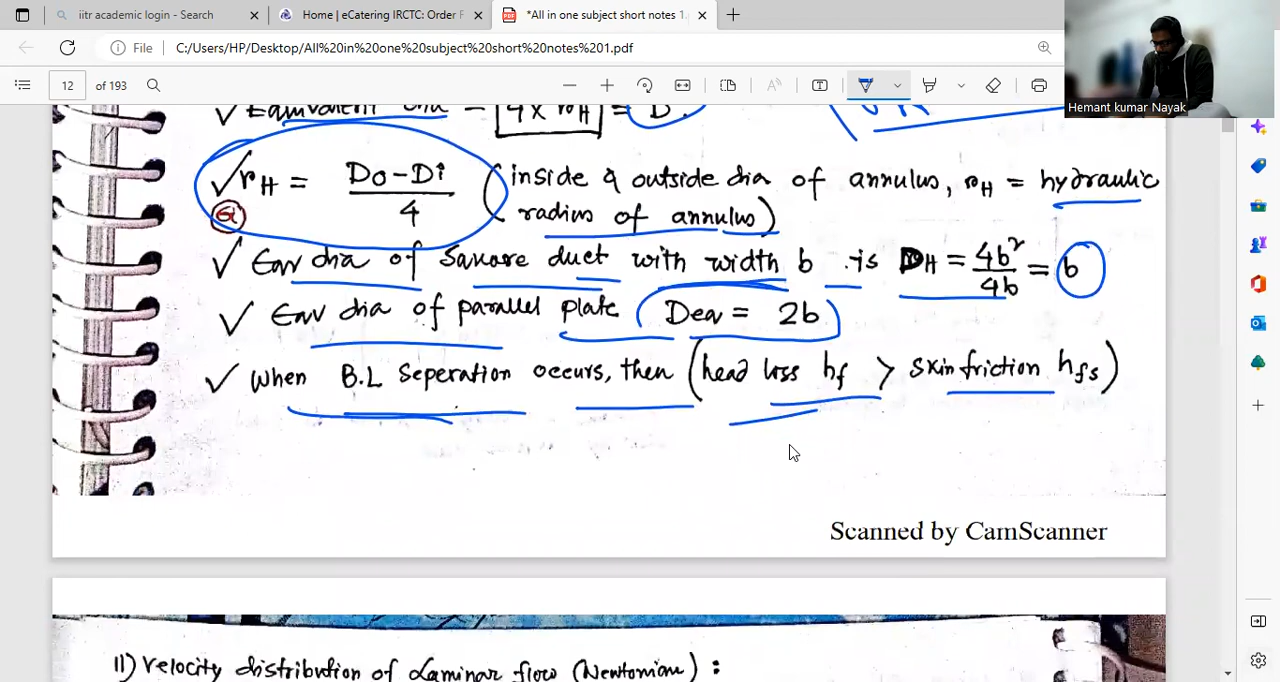 iitr academic login - Search
Home | eCatering IRCTC: Order F
*All in one subject short notes 1.p
File C:/Users/HP/Desktop/All%20in%20one%20subject%20short%20notes%201.pdf
12 of 193
Hemant kumar Nayak
✓ dia = 4 x rH = D.
✓ rH = Do-Di / 4 (inside & outside dia of annulus, rH = hydraulic
radius of annulus)
✓ Eqv dia of square duct with width b is DH = 4b² / 4b = b
✓ Eqv dia of parallel plate Deqv = 2b
✓ When B.L Seperation occurs, then (head loss hf > skin friction hfs)
Scanned by CamScanner
11) Velocity distribution of Laminar flow (Newtonian) :